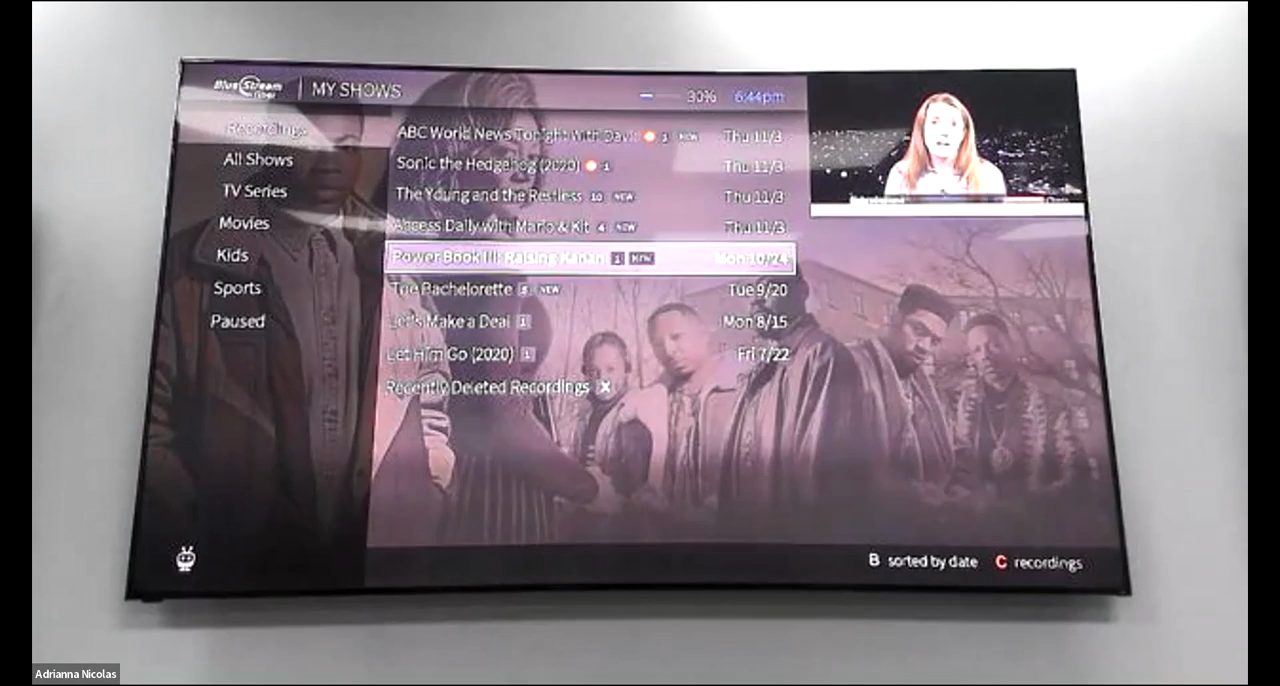 BlueStream fiber MY SHOWS 30% 6:44pm
Recordings
All Shows
TV Series
Movies
Kids
Sports
Paused
ABC World News Tonight With Davi 1 NEW Thu 11/3
Sonic the Hedgehog (2020) 1 Thu 11/3
The Young and the Restless 10 NEW Thu 11/3
Access Daily with Mario & Kit 4 NEW Thu 11/3
Power Book III: Raising Kanan 1 NEW Mon 10/24
The Bachelorette NEW Tue 9/20
Let's Make a Deal 1 Mon 8/15
Let Him Go (2020) 1 Fri 7/22
Recently Deleted Recordings X
B sorted by date C recordings
Adrianna Nicolas